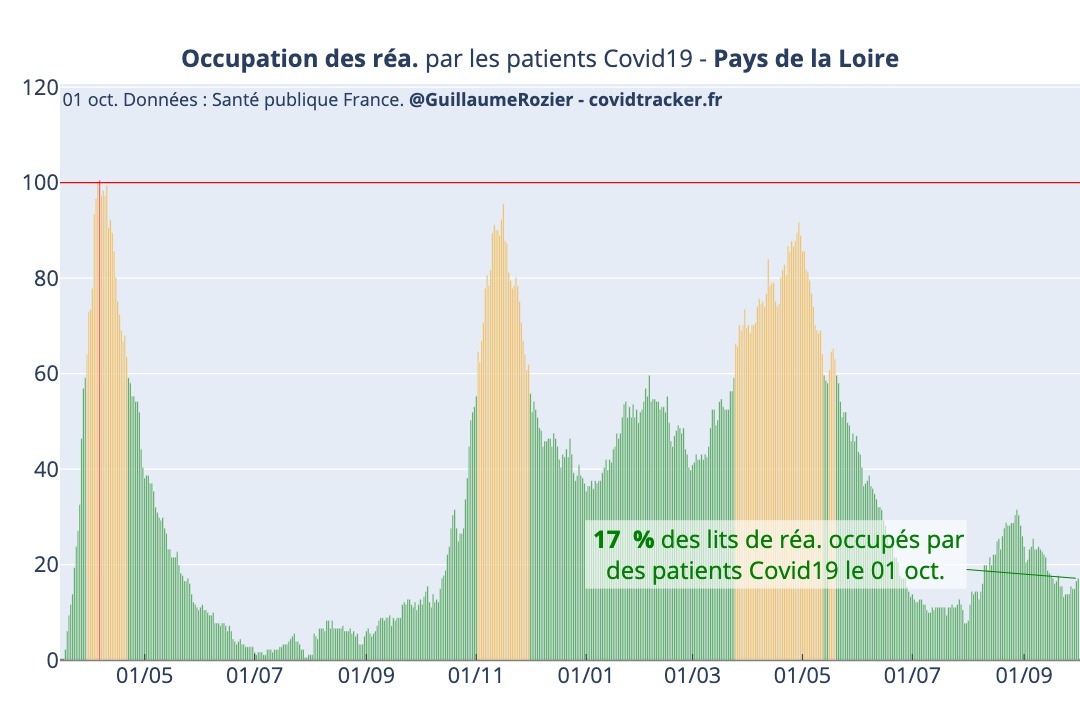 Occupation des réa. par les patients Covid19 - Pays de la Loire
120
01 oct. Données : Santé publique France. @GuillaumeRozier - covidtracker.fr
100
80
60
40
17 % des lits de réa. occupés par
des patients Covid19 le 01 oct.
20
0
01/05 01/07 01/09 01/11 01/01 01/03 01/05 01/07 01/09